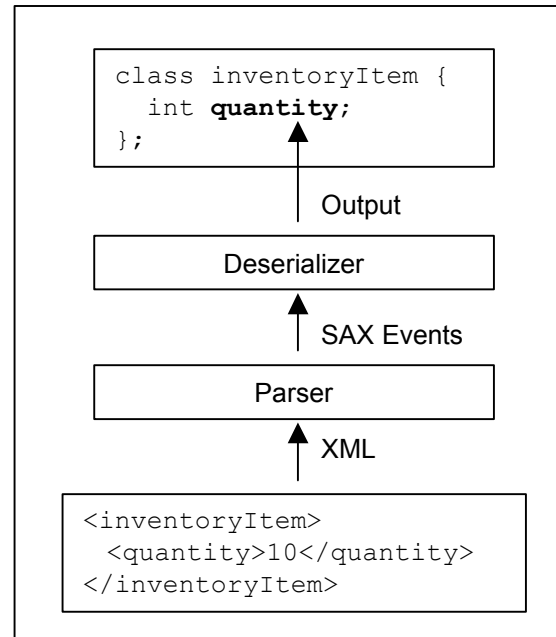 class inventoryItem {
int quantity;
};
Output
Deserializer
SAX Events
Parser
XML
<inventoryItem>
<quantity>10</quantity>
</inventoryItem>